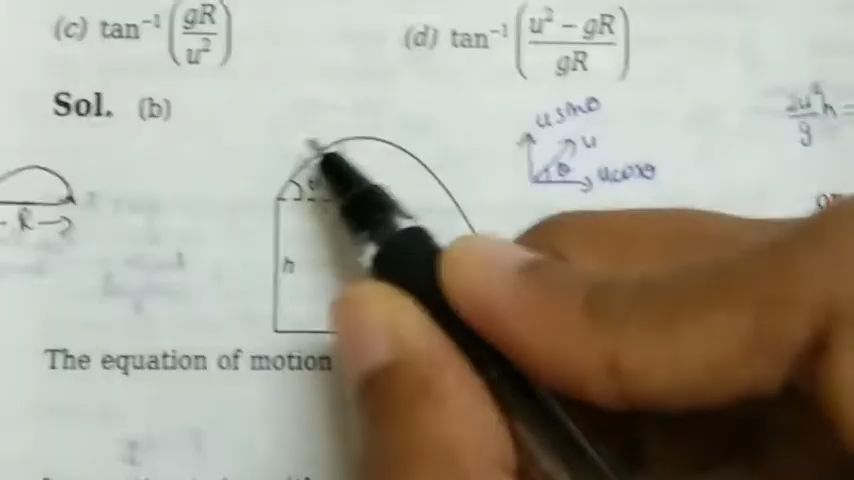 (c) tan⁻¹(gR/u²)
(d) tan⁻¹((u² − gR)/gR)
Sol. (b)
u sinθ
u
θ
u cosθ
R
h
The equation of motion